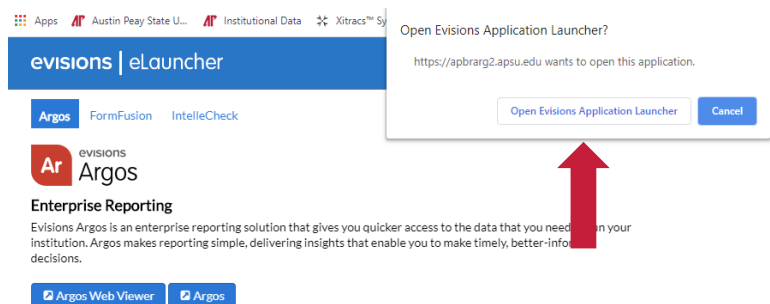 Apps Austin Peay State U... Institutional Data Xitracs™ Sy
Open Evisions Application Launcher?
https://apbrarg2.apsu.edu wants to open this application.
Open Evisions Application Launcher Cancel
evisions | eLauncher
Argos FormFusion IntelleCheck
Ar evisions
Argos
Enterprise Reporting
Evisions Argos is an enterprise reporting solution that gives you quicker access to the data that you need n your
institution. Argos makes reporting simple, delivering insights that enable you to make timely, better-info
decisions.
Argos Web Viewer Argos